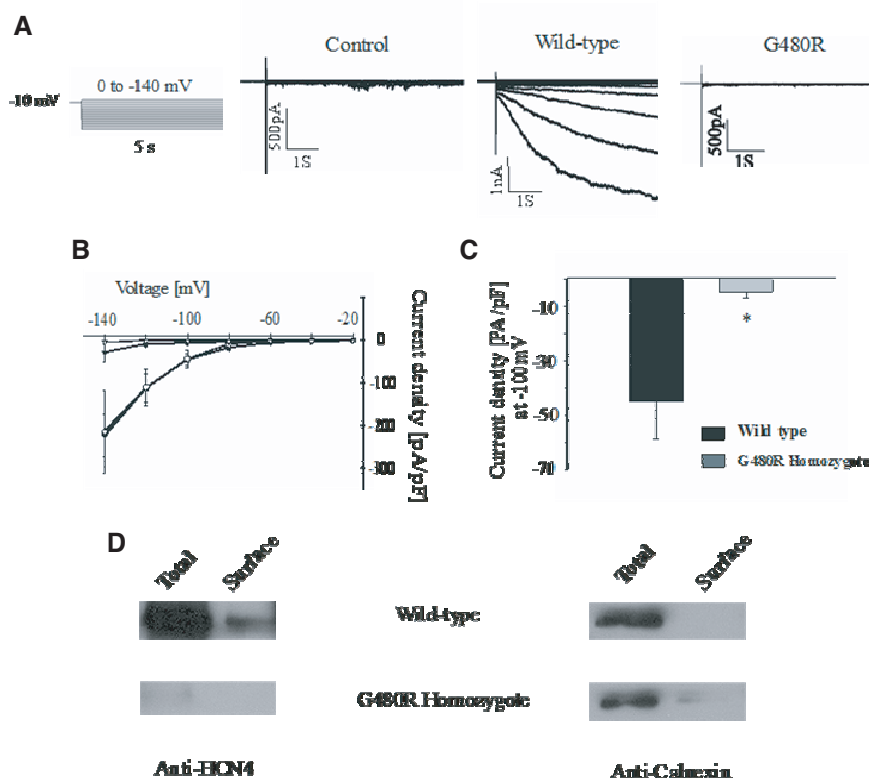 A
Control
Wild-type
G480R
0 to -140 mV
-10 mV
5 s
500pA
1S
1nA
1S
500pA
1S
B
Voltage [mV]
-140
-100
-60
-20
0
-100
-200
-300
Current density [pA/pF]
C
-10
-30
-50
-70
Current density [PA/pF]
at -100 mV
*
Wild type
G480R Homozygote
D
Total
Surface
Total
Surface
Wild-type
G480R Homozygote
Anti-HCN4
Anti-Calnexin